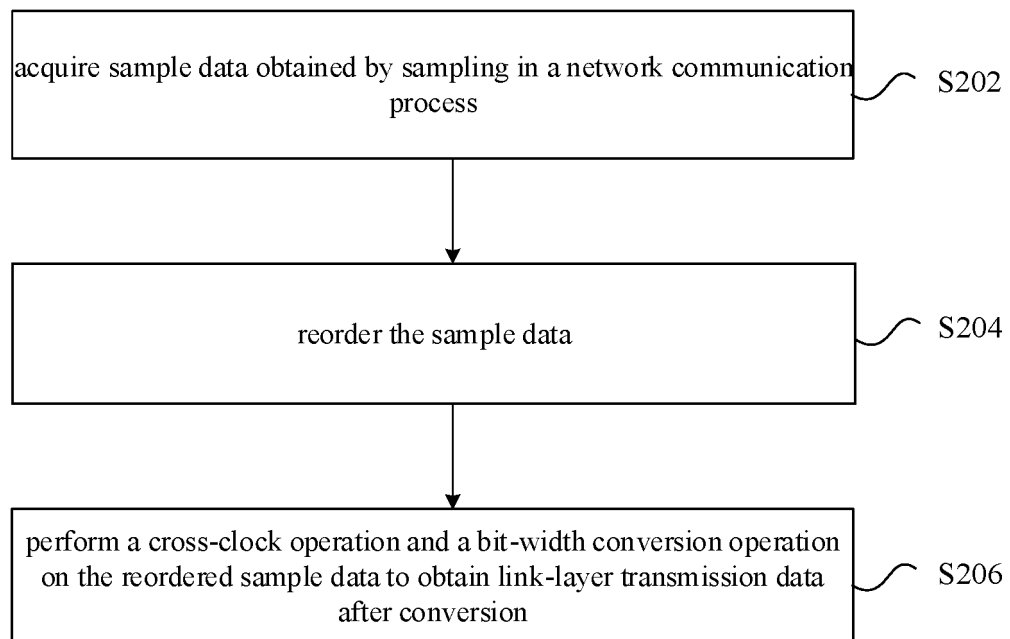 acquire sample data obtained by sampling in a network communication
process
S202
reorder the sample data
S204
perform a cross-clock operation and a bit-width conversion operation
on the reordered sample data to obtain link-layer transmission data
after conversion
S206